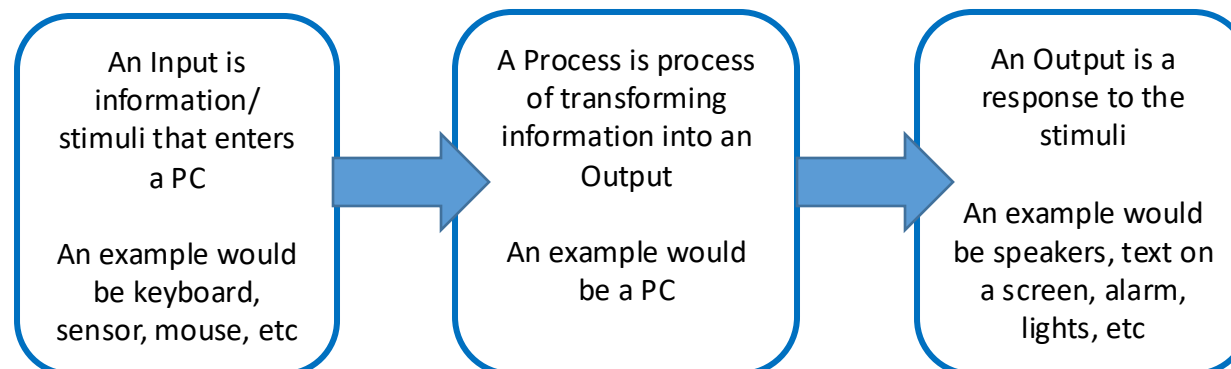 An Input is
information/
stimuli that enters
a PC
An example would
be keyboard,
sensor, mouse, etc
A Process is process
of transforming
information into an
Output
An example would
be a PC
An Output is a
response to the
stimuli
An example would
be speakers, text on
a screen, alarm,
lights, etc